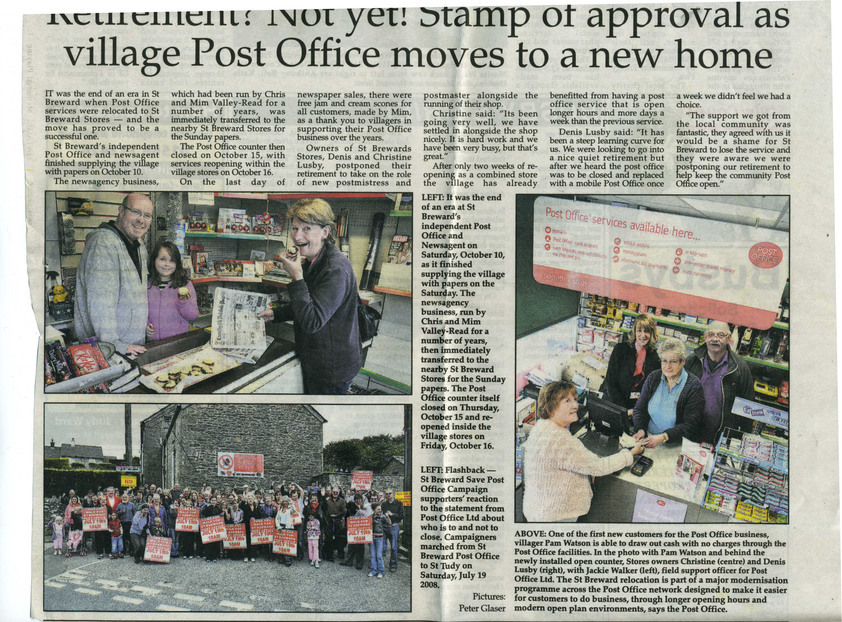 Retirement? Not yet! Stamp of approval as
village Post Office moves to a new home
IT was the end of an era in St
Breward when Post Office
services were relocated to St
Breward Stores — and the
move has proved to be a
successful one.
St Breward's independent
Post Office and newsagent
finished supplying the village
with papers on October 10.
The newsagency business,
which had been run by Chris
and Mim Valley-Read for a
number of years, was
immediately transferred to the
nearby St Breward Stores for
the Sunday papers.
The Post Office counter then
closed on October 15, with
services reopening within the
village stores on October 16.
On the last day of
newspaper sales, there were
free jam and cream scones for
all customers, made by Mim,
as a thank you to villagers in
supporting their Post Office
business over the years.
Owners of St Breward
Stores, Denis and Christine
Lusby, postponed their
retirement to take on the role
of new postmistress and
postmaster alongside the
running of their shop.
Christine said: "Its been
going very well, we have
settled in alongside the shop
nicely. It is hard work and we
have been very busy, but that's
great."
After only two weeks of re-
opening as a combined store
the village has already
benefitted from having a post
office service that is open
longer hours and more days a
week than the previous service.
Denis Lusby said: "It has
been a steep learning curve for
us. We were looking to go into
a nice quiet retirement but
after we heard the post office
was to be closed and replaced
with a mobile Post Office once
a week we didn't feel we had a
choice.
"The support we got from
the local community was
fantastic, they agreed with us it
would be a shame for St
Breward to lose the service and
they were aware we were
postponing our retirement to
help keep the community Post
Office open."
LEFT: It was the end
of an era at St
Breward's
independent Post
Office and
Newsagent on
Saturday, October 10,
as it finished
supplying the village
with papers on the
Saturday. The
newsagency
business, run by
Chris and Mim
Valley-Read for a
number of years,
then immediately
transferred to the
nearby St Breward
Stores for the Sunday
papers. The Post
Office counter itself
closed on Thursday,
October 15 and re-
opened inside the
village stores on
Friday, October 16.
LEFT: Flashback —
St Breward Save Post
Office Campaign
supporters' reaction
to the statement from
Post Office Ltd about
who is to and not to
close. Campaigners
marched from St
Breward Post Office
to St Tudy on
Saturday, July 19
2008.
Pictures:
Peter Glaser
Post Office services available here...
POST
OFFICE
JULY 19th
10AM
ABOVE: One of the first new customers for the Post Office business,
villager Pam Watson is able to draw out cash with no charges through the
Post Office facilities. In the photo with Pam Watson and behind the
newly installed open counter, Stores owners Christine (centre) and Denis
Lusby (right), with Jackie Walker (left), field support officer for Post
Office Ltd. The St Breward relocation is part of a major modernisation
programme across the Post Office network designed to make it easier
for customers to do business, through longer opening hours and
modern open plan environments, says the Post Office.